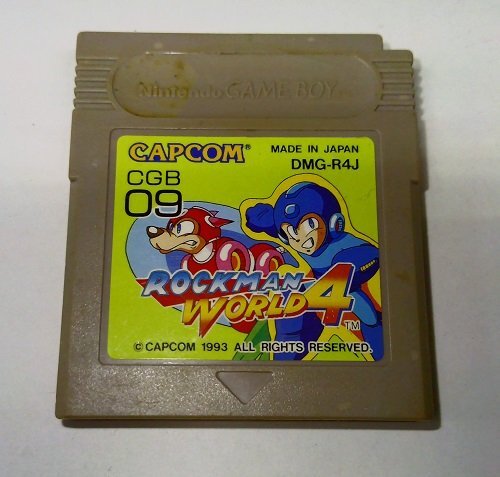 Nintendo GAME BOY
CAPCOM®
MADE IN JAPAN
DMG-R4J
CGB
09
ROCKMAN
WORLD 4
TM
© CAPCOM 1993 ALL RIGHTS RESERVED.